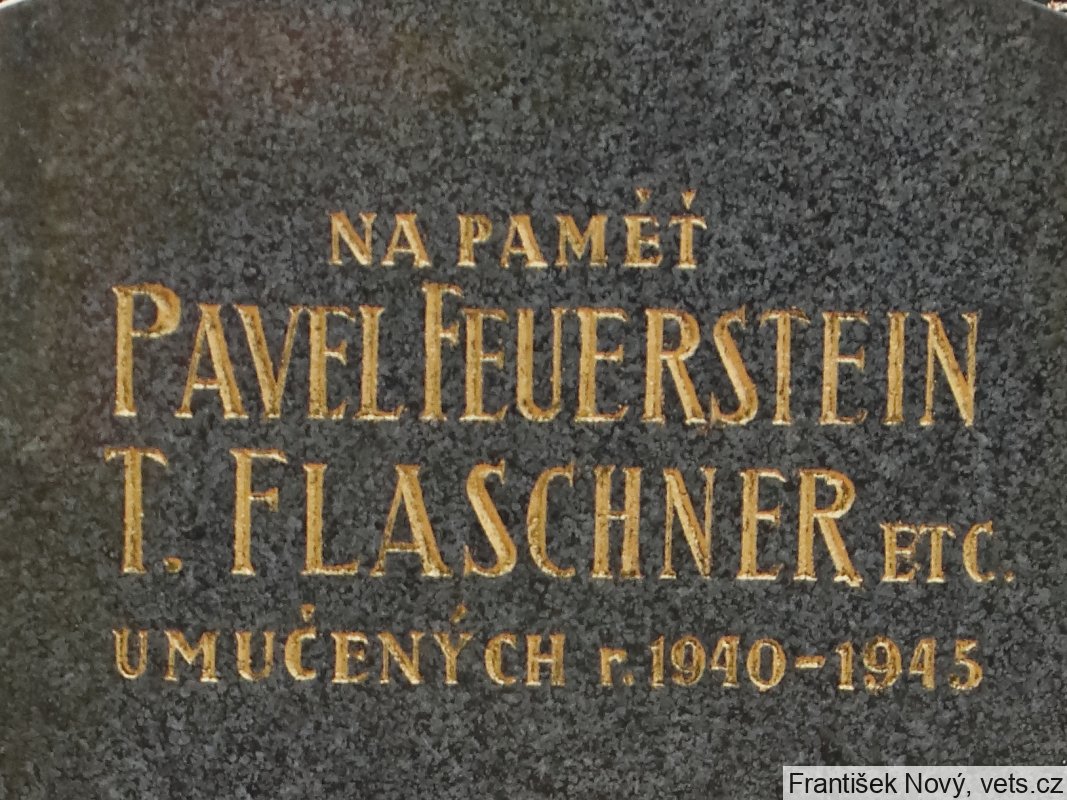 NA PAMĚŤ
PAVEL FEUERSTEIN
T. FLASCHNER ETC.
UMUČENÝCH r. 1940-1945
František Nový, vets.cz